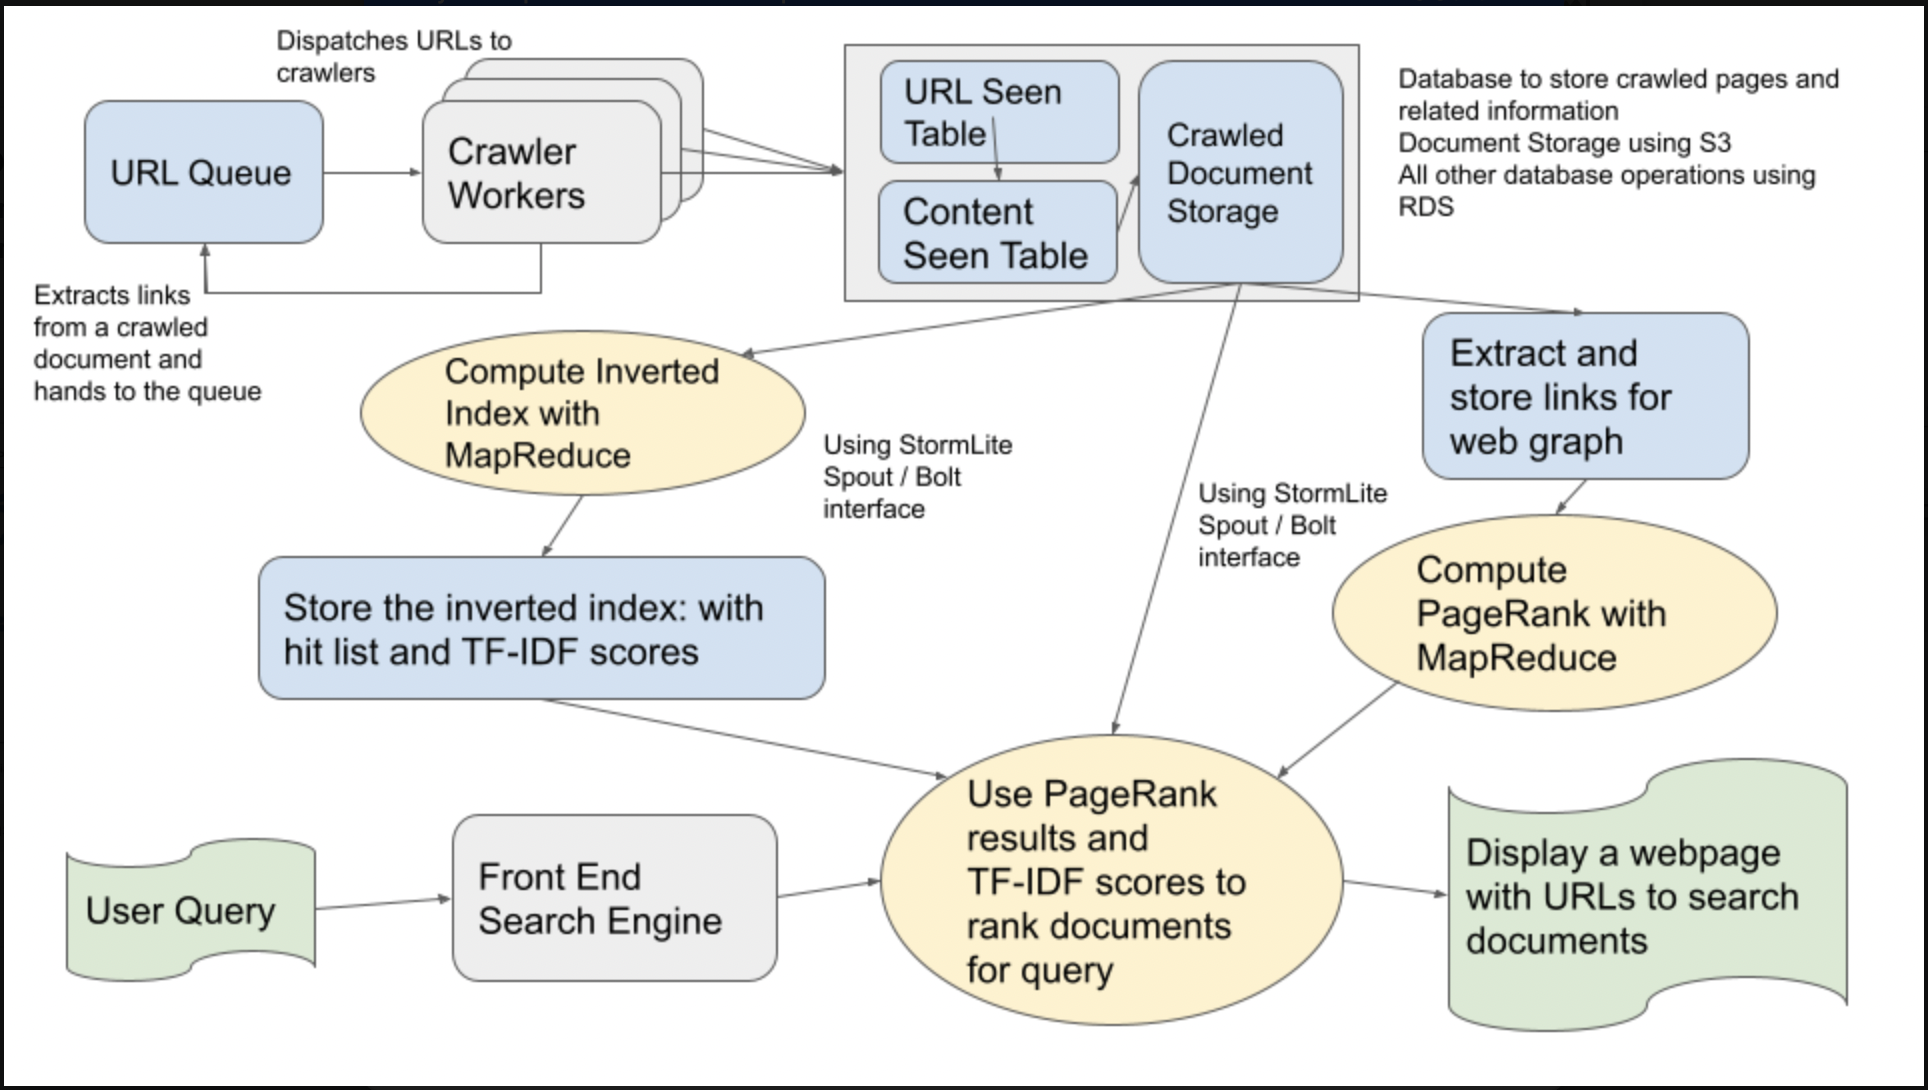 Dispatches URLs to
crawlers
URL Queue
Crawler
Workers
Extracts links
from a crawled
document and
hands to the queue
URL Seen
Table
Content
Seen Table
Crawled
Document
Storage
Database to store crawled pages and
related information
Document Storage using S3
All other database operations using
RDS
Compute Inverted
Index with
MapReduce
Using StormLite
Spout / Bolt
interface
Using StormLite
Spout / Bolt
interface
Extract and
store links for
web graph
Compute
PageRank with
MapReduce
Store the inverted index: with
hit list and TF-IDF scores
User Query
Front End
Search Engine
Use PageRank
results and
TF-IDF scores to
rank documents
for query
Display a webpage
with URLs to search
documents